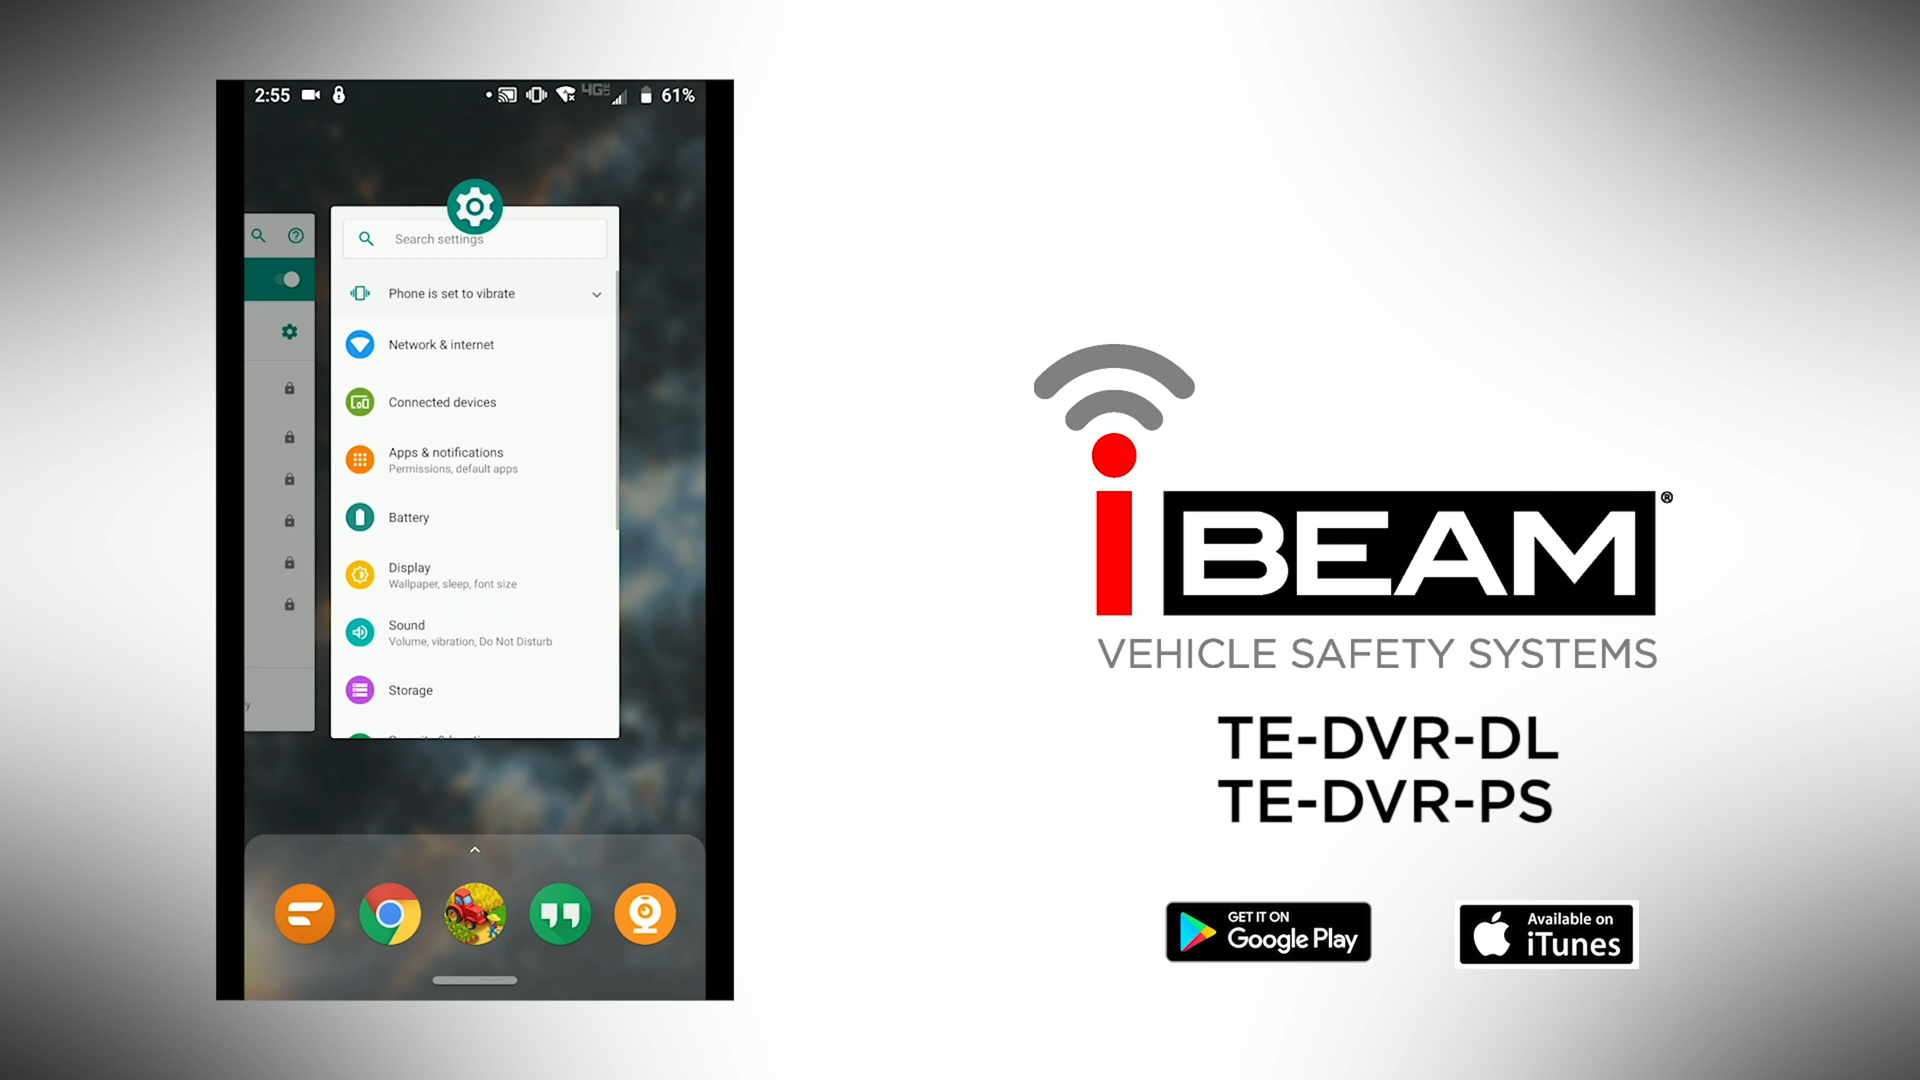 2:55
4G
61%
Search settings
Phone is set to vibrate
Network & internet
Connected devices
Apps & notifications
Permissions, default apps
Battery
Display
Wallpaper, sleep, font size
Sound
Volume, vibration, Do Not Disturb
Storage
y
i BEAM®
VEHICLE SAFETY SYSTEMS
TE-DVR-DL
TE-DVR-PS
GET IT ON
Google Play
Available on
iTunes